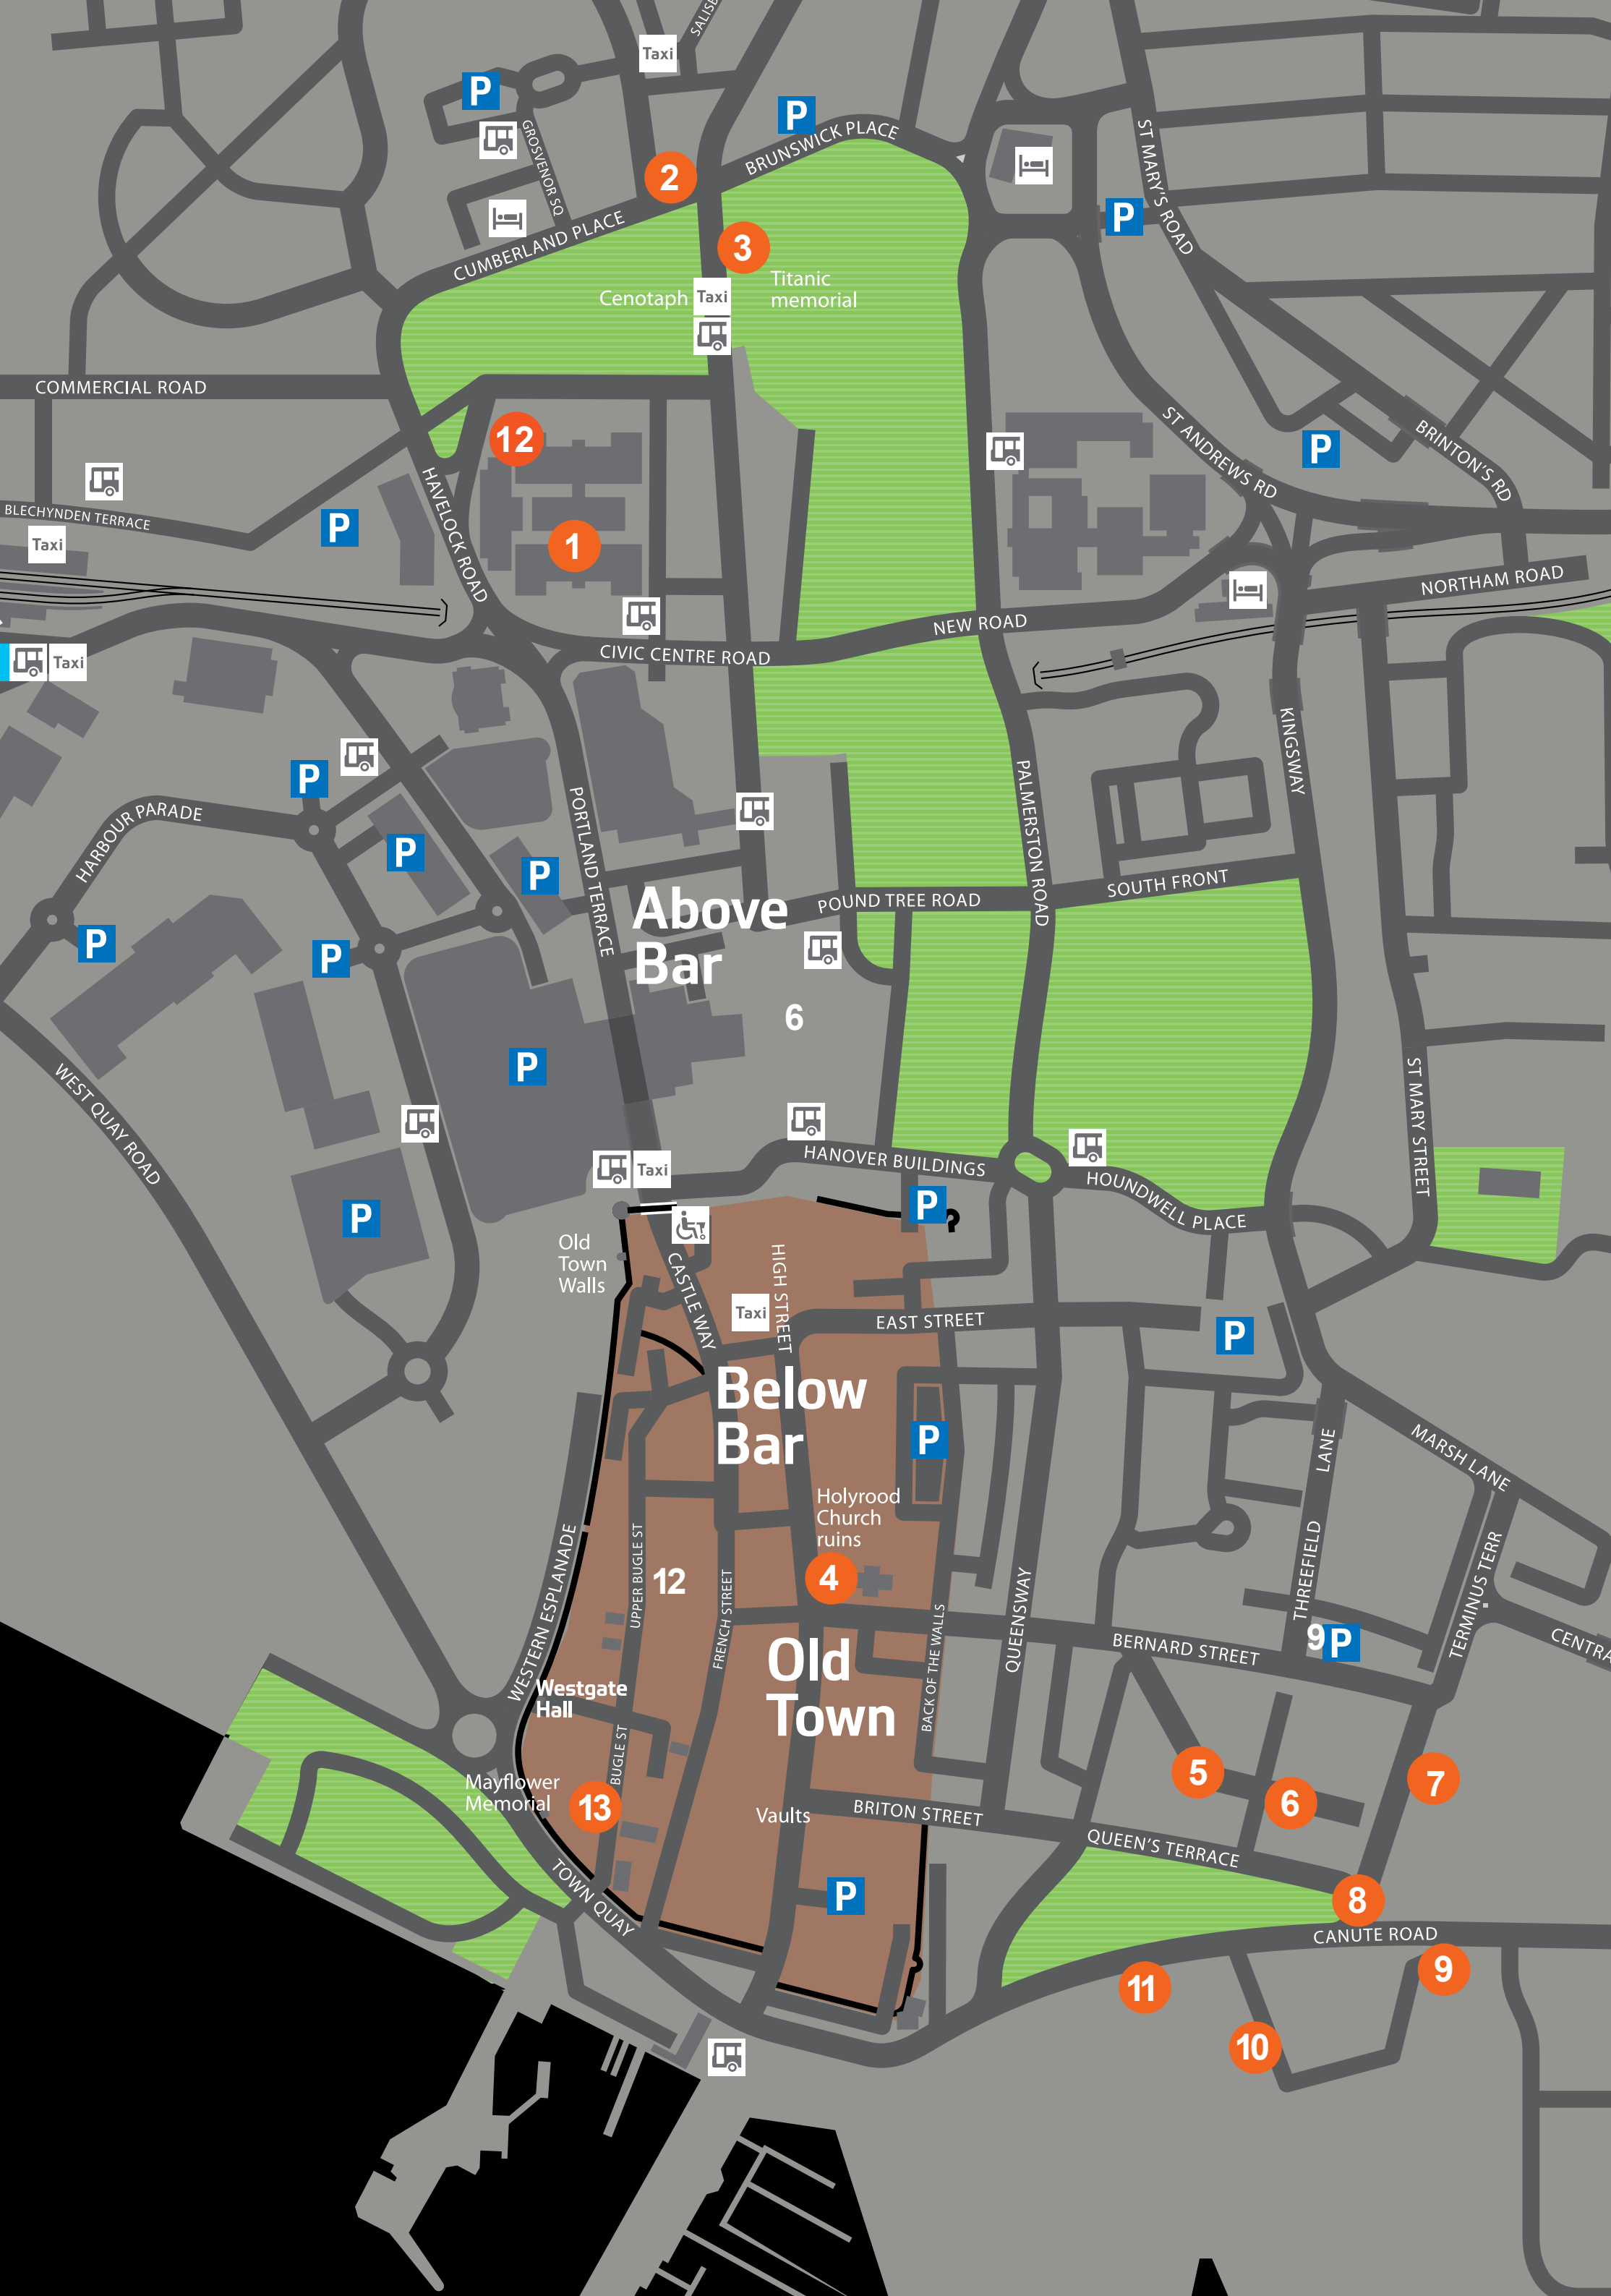 SALISB
Taxi
P
P
BRUNSWICK PLACE
GROSVENOR SQ
ST MARY'S ROAD
2
P
CUMBERLAND PLACE
3
Titanic
memorial
Cenotaph
Taxi
COMMERCIAL ROAD
12
ST ANDREWS RD
BRINTON'S RD
P
HAVELOCK ROAD
BLECHYNDEN TERRACE
P
Taxi
1
NORTHAM ROAD
NEW ROAD
CIVIC CENTRE ROAD
Taxi
KINGSWAY
P
PALMERSTON ROAD
PORTLAND TERRACE
HARBOUR PARADE
P
P
SOUTH FRONT
POUND TREE ROAD
Above
Bar
P
P
6
P
WEST QUAY ROAD
ST MARY STREET
HANOVER BUILDINGS
Taxi
HOUNDWELL PLACE
P
P
Old
Town
Walls
CASTLE WAY
HIGH STREET
Taxi
EAST STREET
P
Below
Bar
P
MARSH LANE
THREEFIELD LANE
Holyrood
Church
ruins
WESTERN ESPLANADE
UPPER BUGLE ST
12
4
FRENCH STREET
QUEENSWAY
TERMINUS TERR
BACK OF THE WALLS
BERNARD STREET
9
P
CENTRA
Old
Town
Westgate
Hall
BUGLE ST
5
7
6
Mayflower
Memorial
13
Vaults
BRITON STREET
QUEEN'S TERRACE
TOWN QUAY
P
8
CANUTE ROAD
9
11
10